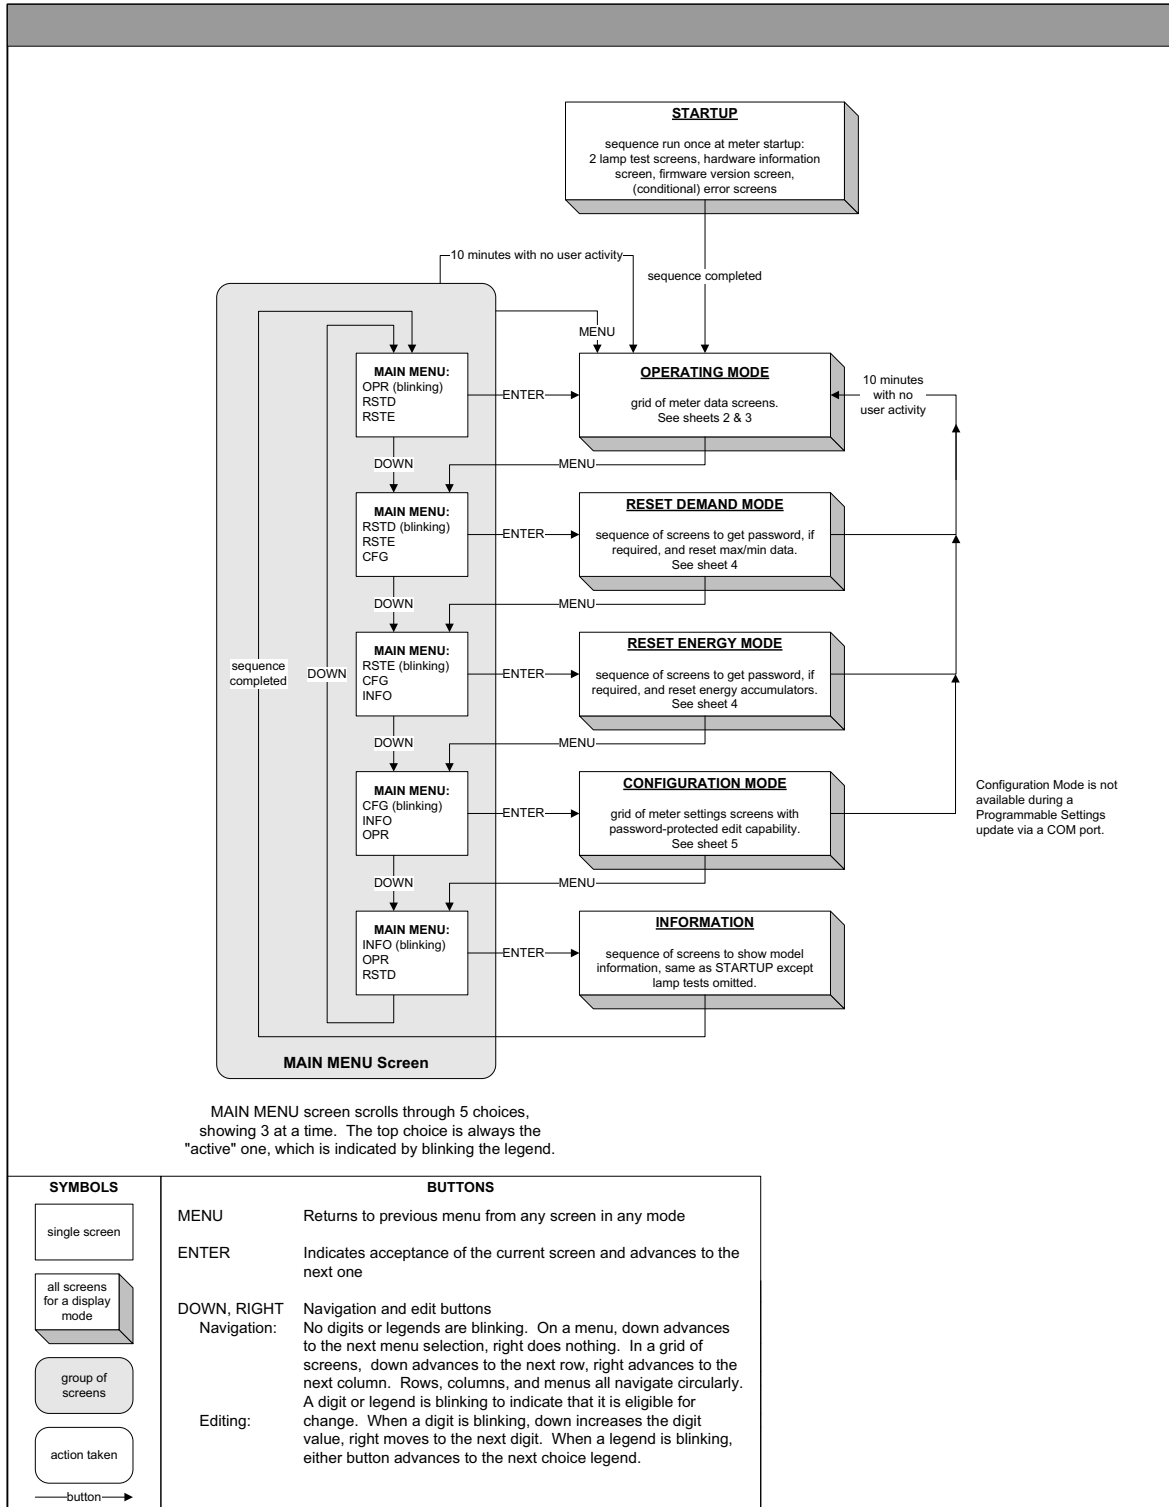 STARTUP
sequence run once at meter startup:
2 lamp test screens, hardware information
screen, firmware version screen,
(conditional) error screens
10 minutes with no user activity
sequence completed
MENU
MAIN MENU:
OPR (blinking)
RSTD
RSTE
ENTER
OPERATING MODE
grid of meter data screens.
See sheets 2 & 3
10 minutes
with no
user activity
DOWN
MENU
MAIN MENU:
RSTD (blinking)
RSTE
CFG
ENTER
RESET DEMAND MODE
sequence of screens to get password, if
required, and reset max/min data.
See sheet 4
DOWN
MENU
sequence
completed
DOWN
MAIN MENU:
RSTE (blinking)
CFG
INFO
ENTER
RESET ENERGY MODE
sequence of screens to get password, if
required, and reset energy accumulators.
See sheet 4
DOWN
MENU
MAIN MENU:
CFG (blinking)
INFO
OPR
ENTER
CONFIGURATION MODE
grid of meter settings screens with
password-protected edit capability.
See sheet 5
Configuration Mode is not
available during a
Programmable Settings
update via a COM port.
DOWN
MENU
MAIN MENU:
INFO (blinking)
OPR
RSTD
ENTER
INFORMATION
sequence of screens to show model
information, same as STARTUP except
lamp tests omitted.
MAIN MENU Screen
MAIN MENU screen scrolls through 5 choices,
showing 3 at a time. The top choice is always the
"active" one, which is indicated by blinking the legend.
SYMBOLS
single screen
all screens
for a display
mode
group of
screens
action taken
button
BUTTONS
MENU Returns to previous menu from any screen in any mode
ENTER Indicates acceptance of the current screen and advances to the
next one
DOWN, RIGHT Navigation and edit buttons
Navigation: No digits or legends are blinking. On a menu, down advances
to the next menu selection, right does nothing. In a grid of
screens, down advances to the next row, right advances to the
next column. Rows, columns, and menus all navigate circularly.
A digit or legend is blinking to indicate that it is eligible for
Editing: change. When a digit is blinking, down increases the digit
value, right moves to the next digit. When a legend is blinking,
either button advances to the next choice legend.